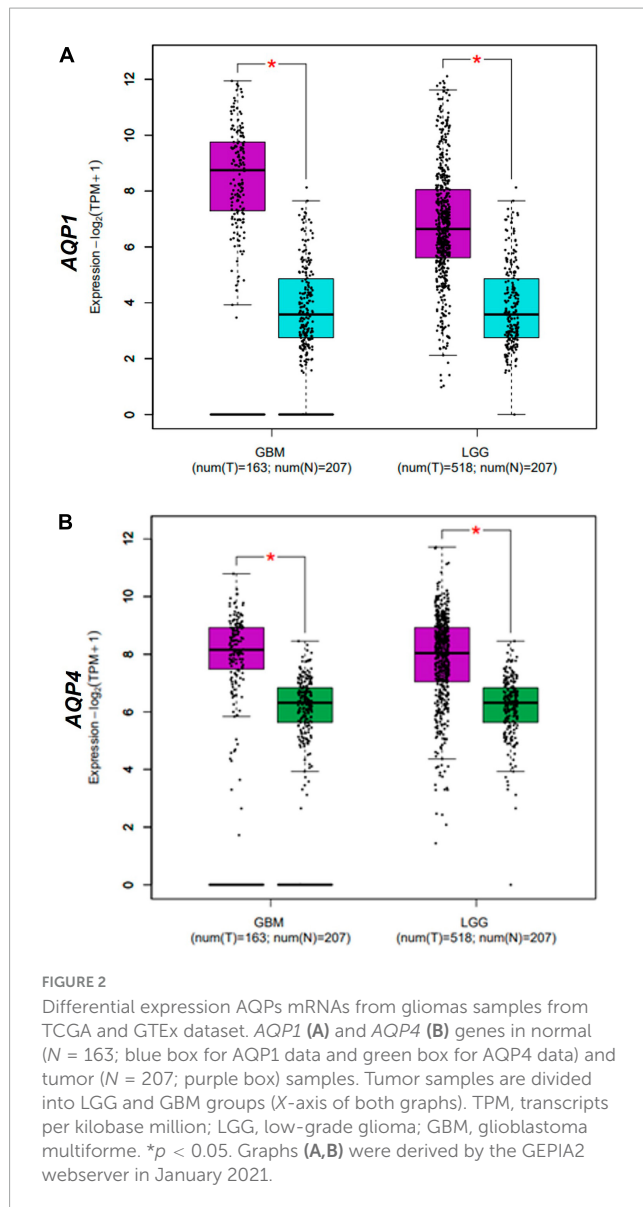 A
*
*
12
10
8
6
4
2
0
AQP1
Expression – log₂(TPM + 1)
GBM
(num(T)=163; num(N)=207)
LGG
(num(T)=518; num(N)=207)
B
*
*
12
10
8
6
4
2
0
AQP4
Expression – log₂(TPM + 1)
GBM
(num(T)=163; num(N)=207)
LGG
(num(T)=518; num(N)=207)
FIGURE 2
Differential expression AQPs mRNAs from gliomas samples from
TCGA and GTEx dataset. AQP1 (A) and AQP4 (B) genes in normal
(N = 163; blue box for AQP1 data and green box for AQP4 data) and
tumor (N = 207; purple box) samples. Tumor samples are divided
into LGG and GBM groups (X-axis of both graphs). TPM, transcripts
per kilobase million; LGG, low-grade glioma; GBM, glioblastoma
multiforme. *p < 0.05. Graphs (A,B) were derived by the GEPIA2
webserver in January 2021.